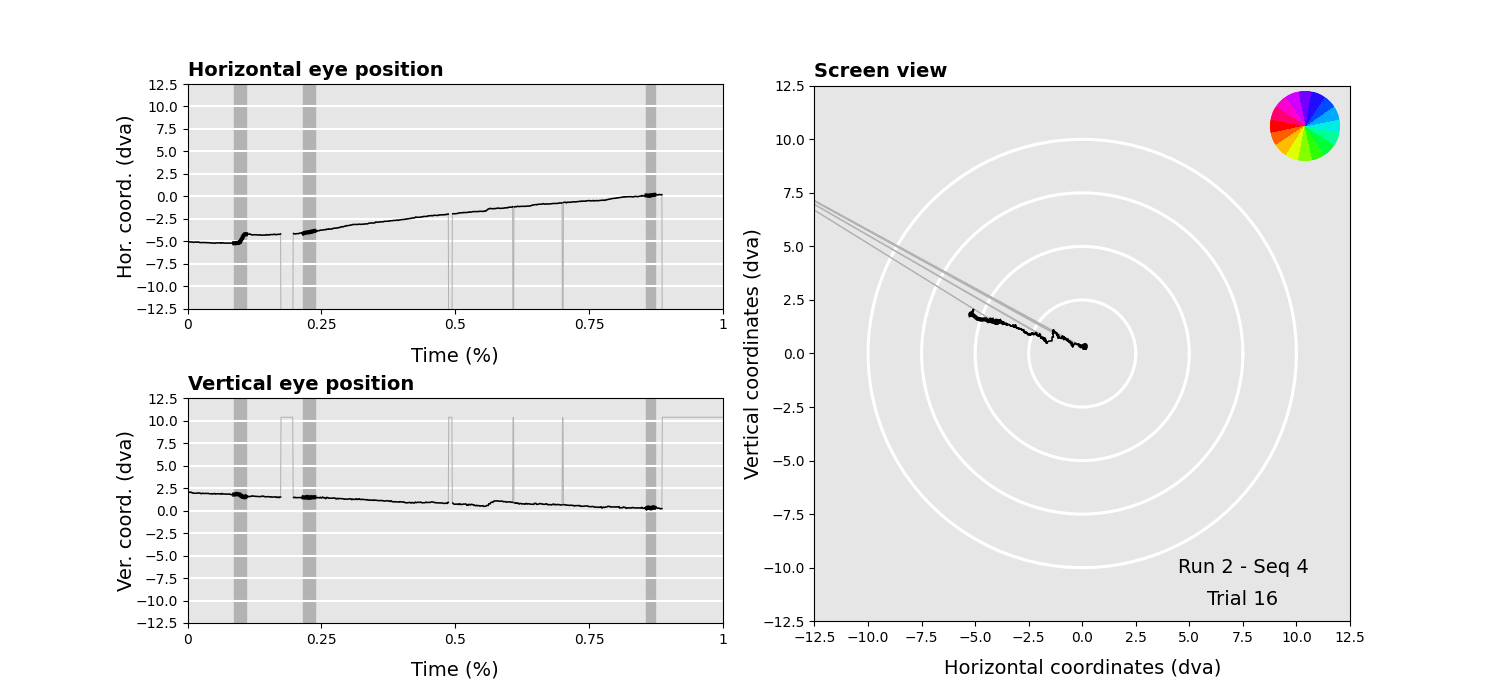 Horizontal eye position
Hor. coord. (dva)
12.5
10.0
7.5
5.0
2.5
0.0
−2.5
−5.0
−7.5
−10.0
−12.5
0 0.25 0.5 0.75 1
Time (%)
Vertical eye position
Ver. coord. (dva)
12.5
10.0
7.5
5.0
2.5
0.0
−2.5
−5.0
−7.5
−10.0
−12.5
0 0.25 0.5 0.75 1
Time (%)
Screen view
Vertical coordinates (dva)
12.5
10.0
7.5
5.0
2.5
0.0
−2.5
−5.0
−7.5
−10.0
−12.5
Run 2 - Seq 4
Trial 16
−12.5 −10.0 −7.5 −5.0 −2.5 0.0 2.5 5.0 7.5 10.0 12.5
Horizontal coordinates (dva)